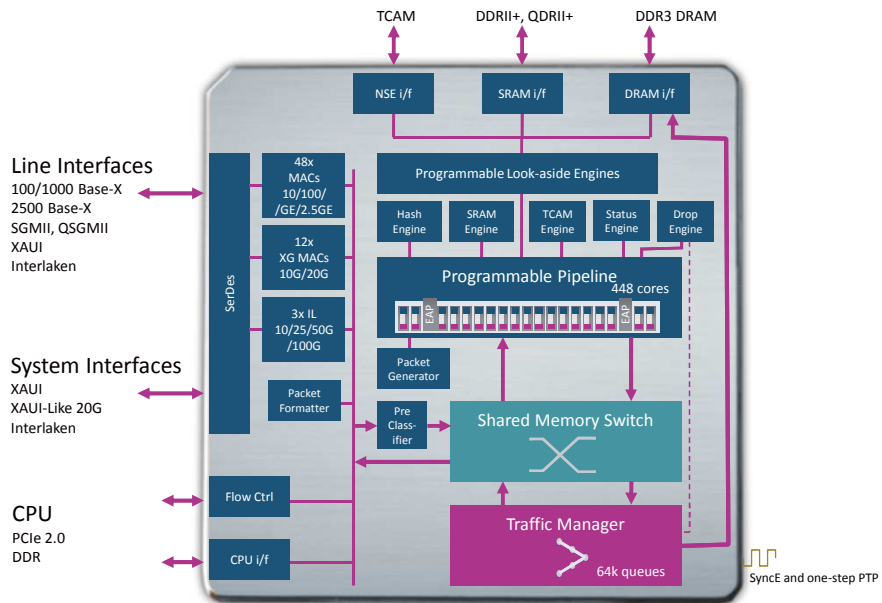 TCAM
DDRII+, QDRII+
DDR3 DRAM
NSE i/f
SRAM i/f
DRAM i/f
Line Interfaces
100/1000 Base-X
2500 Base-X
SGMII, QSGMII
XAUI
Interlaken
System Interfaces
XAUI
XAUI-Like 20G
Interlaken
CPU
PCIe 2.0
DDR
SerDes
48x
MACs
10/100/
/GE/2.5GE
12x
XG MACs
10G/20G
3x IL
10/25/50G
/100G
Packet
Formatter
Flow Ctrl
CPU i/f
Programmable Look-aside Engines
Hash
Engine
SRAM
Engine
TCAM
Engine
Status
Engine
Drop
Engine
Programmable Pipeline
448 cores
EAP
EAP
Packet
Generator
Pre
Class-
ifier
Shared Memory Switch
Traffic Manager
64k queues
SyncE and one-step PTP